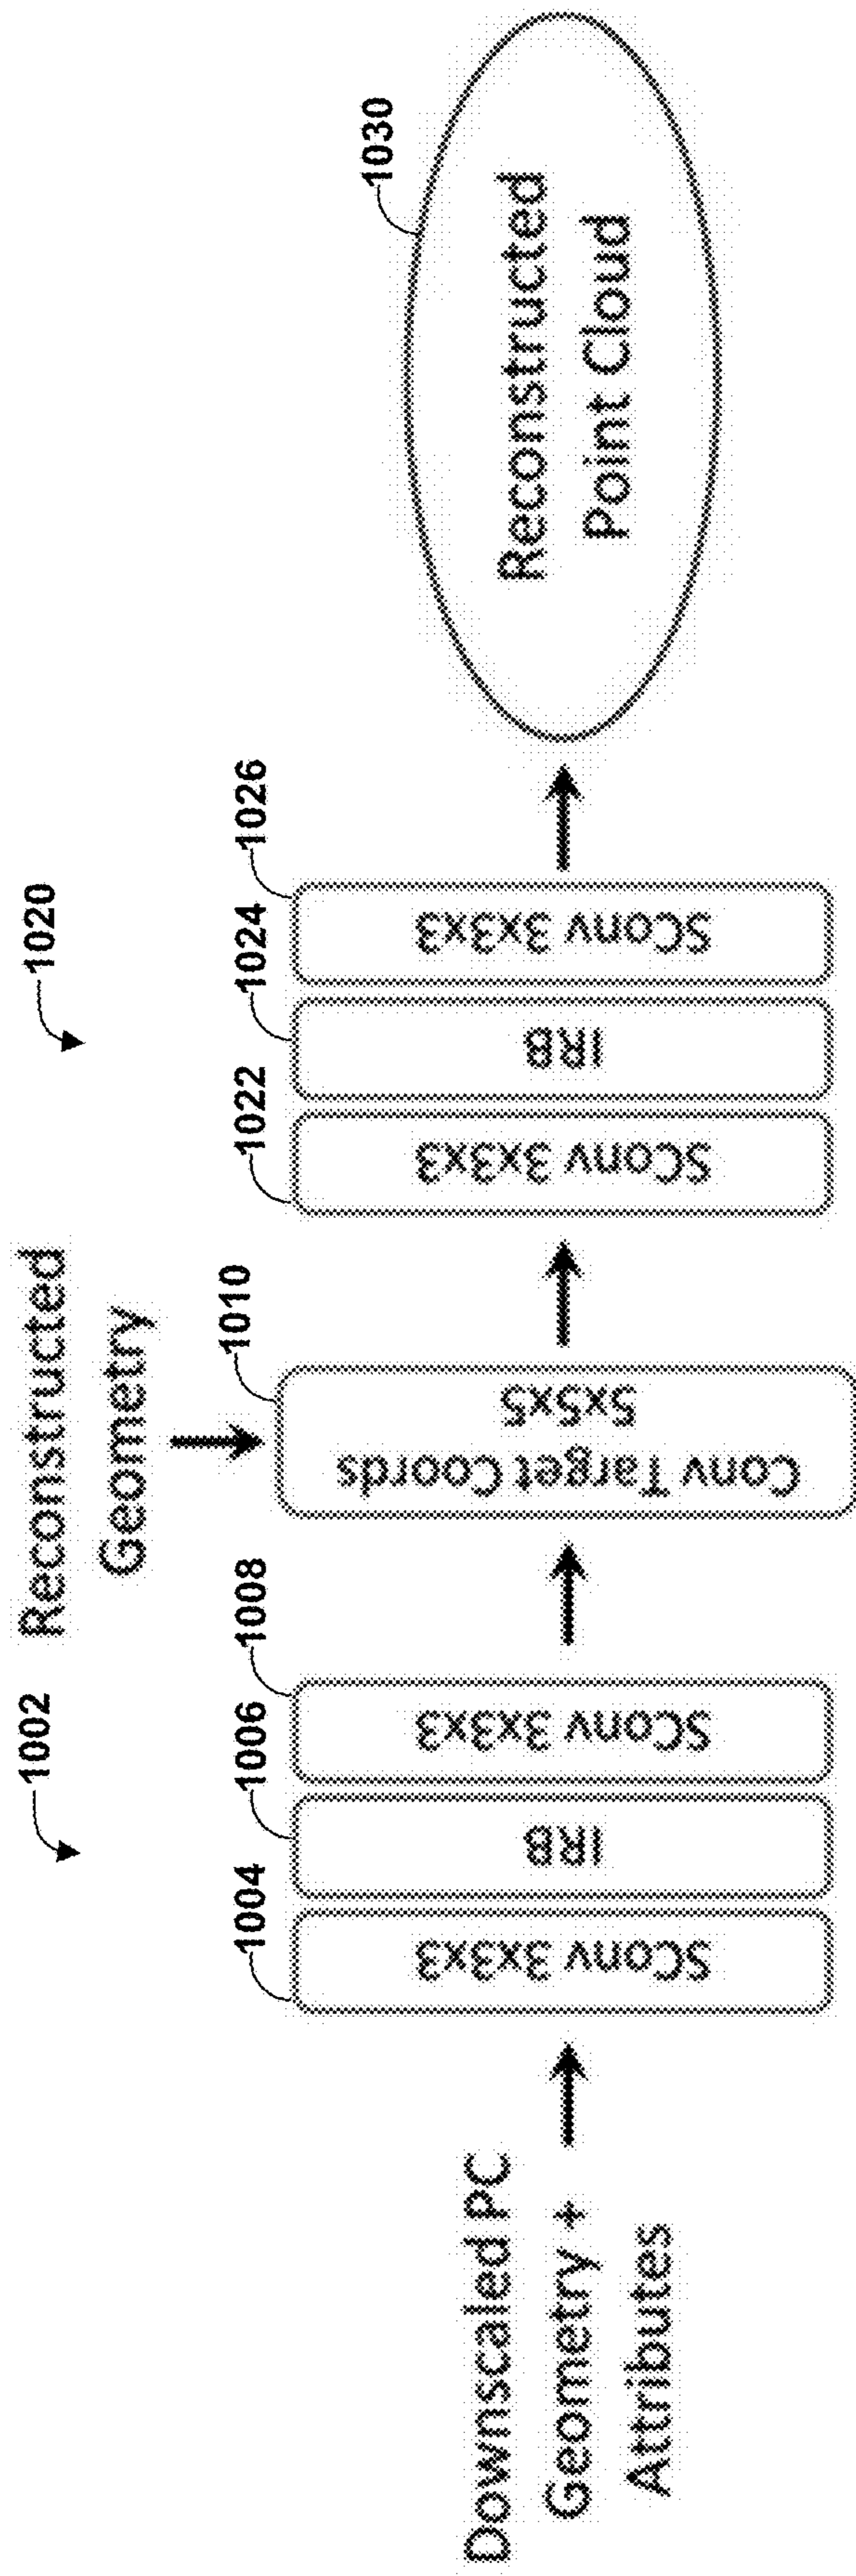 Downscaled PC
Geometry +
Attributes
1002
1004
1006
1008
SConv 3x3x3
IRB
SConv 3x3x3
Reconstructed
Geometry
1010
Conv Target Coords
5x5x5
1020
1022
1024
1026
SConv 3x3x3
IRB
SConv 3x3x3
1030
Reconstructed
Point Cloud